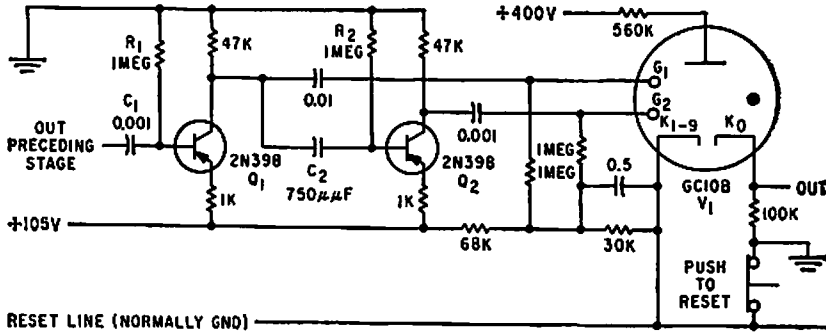 +400V
560K
R1
1MEG
47K
R2
1MEG
47K
G1
0.01
G2
C1
0.001
0.001
K1-9
K0
OUT
PRECEDING
STAGE
2N398
Q1
C2
750μμF
2N398
Q2
1MEG
1MEG
0.5
GC10B
V1
OUT
1K
1K
100K
+105V
68K
30K
PUSH
TO
RESET
RESET LINE (NORMALLY GND)